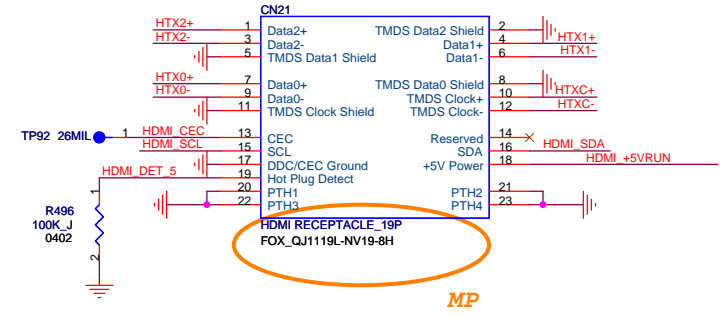 CN21
HTX2+ 1 Data2+ TMDS Data2 Shield 2
HTX2- 3 Data2- Data1+ 4 HTX1+
5 TMDS Data1 Shield Data1- 6 HTX1-
HTX0+ 7 Data0+ TMDS Data0 Shield 8
HTX0- 9 Data0- TMDS Clock+ 10 HTXC+
11 TMDS Clock Shield TMDS Clock- 12 HTXC-
TP92 26MIL 1 HDMI_CEC 13 CEC Reserved 14
HDMI_SCL 15 SCL SDA 16 HDMI_SDA
17 DDC/CEC Ground +5V Power 18 HDMI_+5VRUN
HDMI_DET_5 19 Hot Plug Detect
20 PTH1 PTH2 21
22 PTH3 PTH4 23
1
R496
100K_J
0402
2
HDMI RECEPTACLE_19P
FOX_QJ1119L-NV19-8H
MP